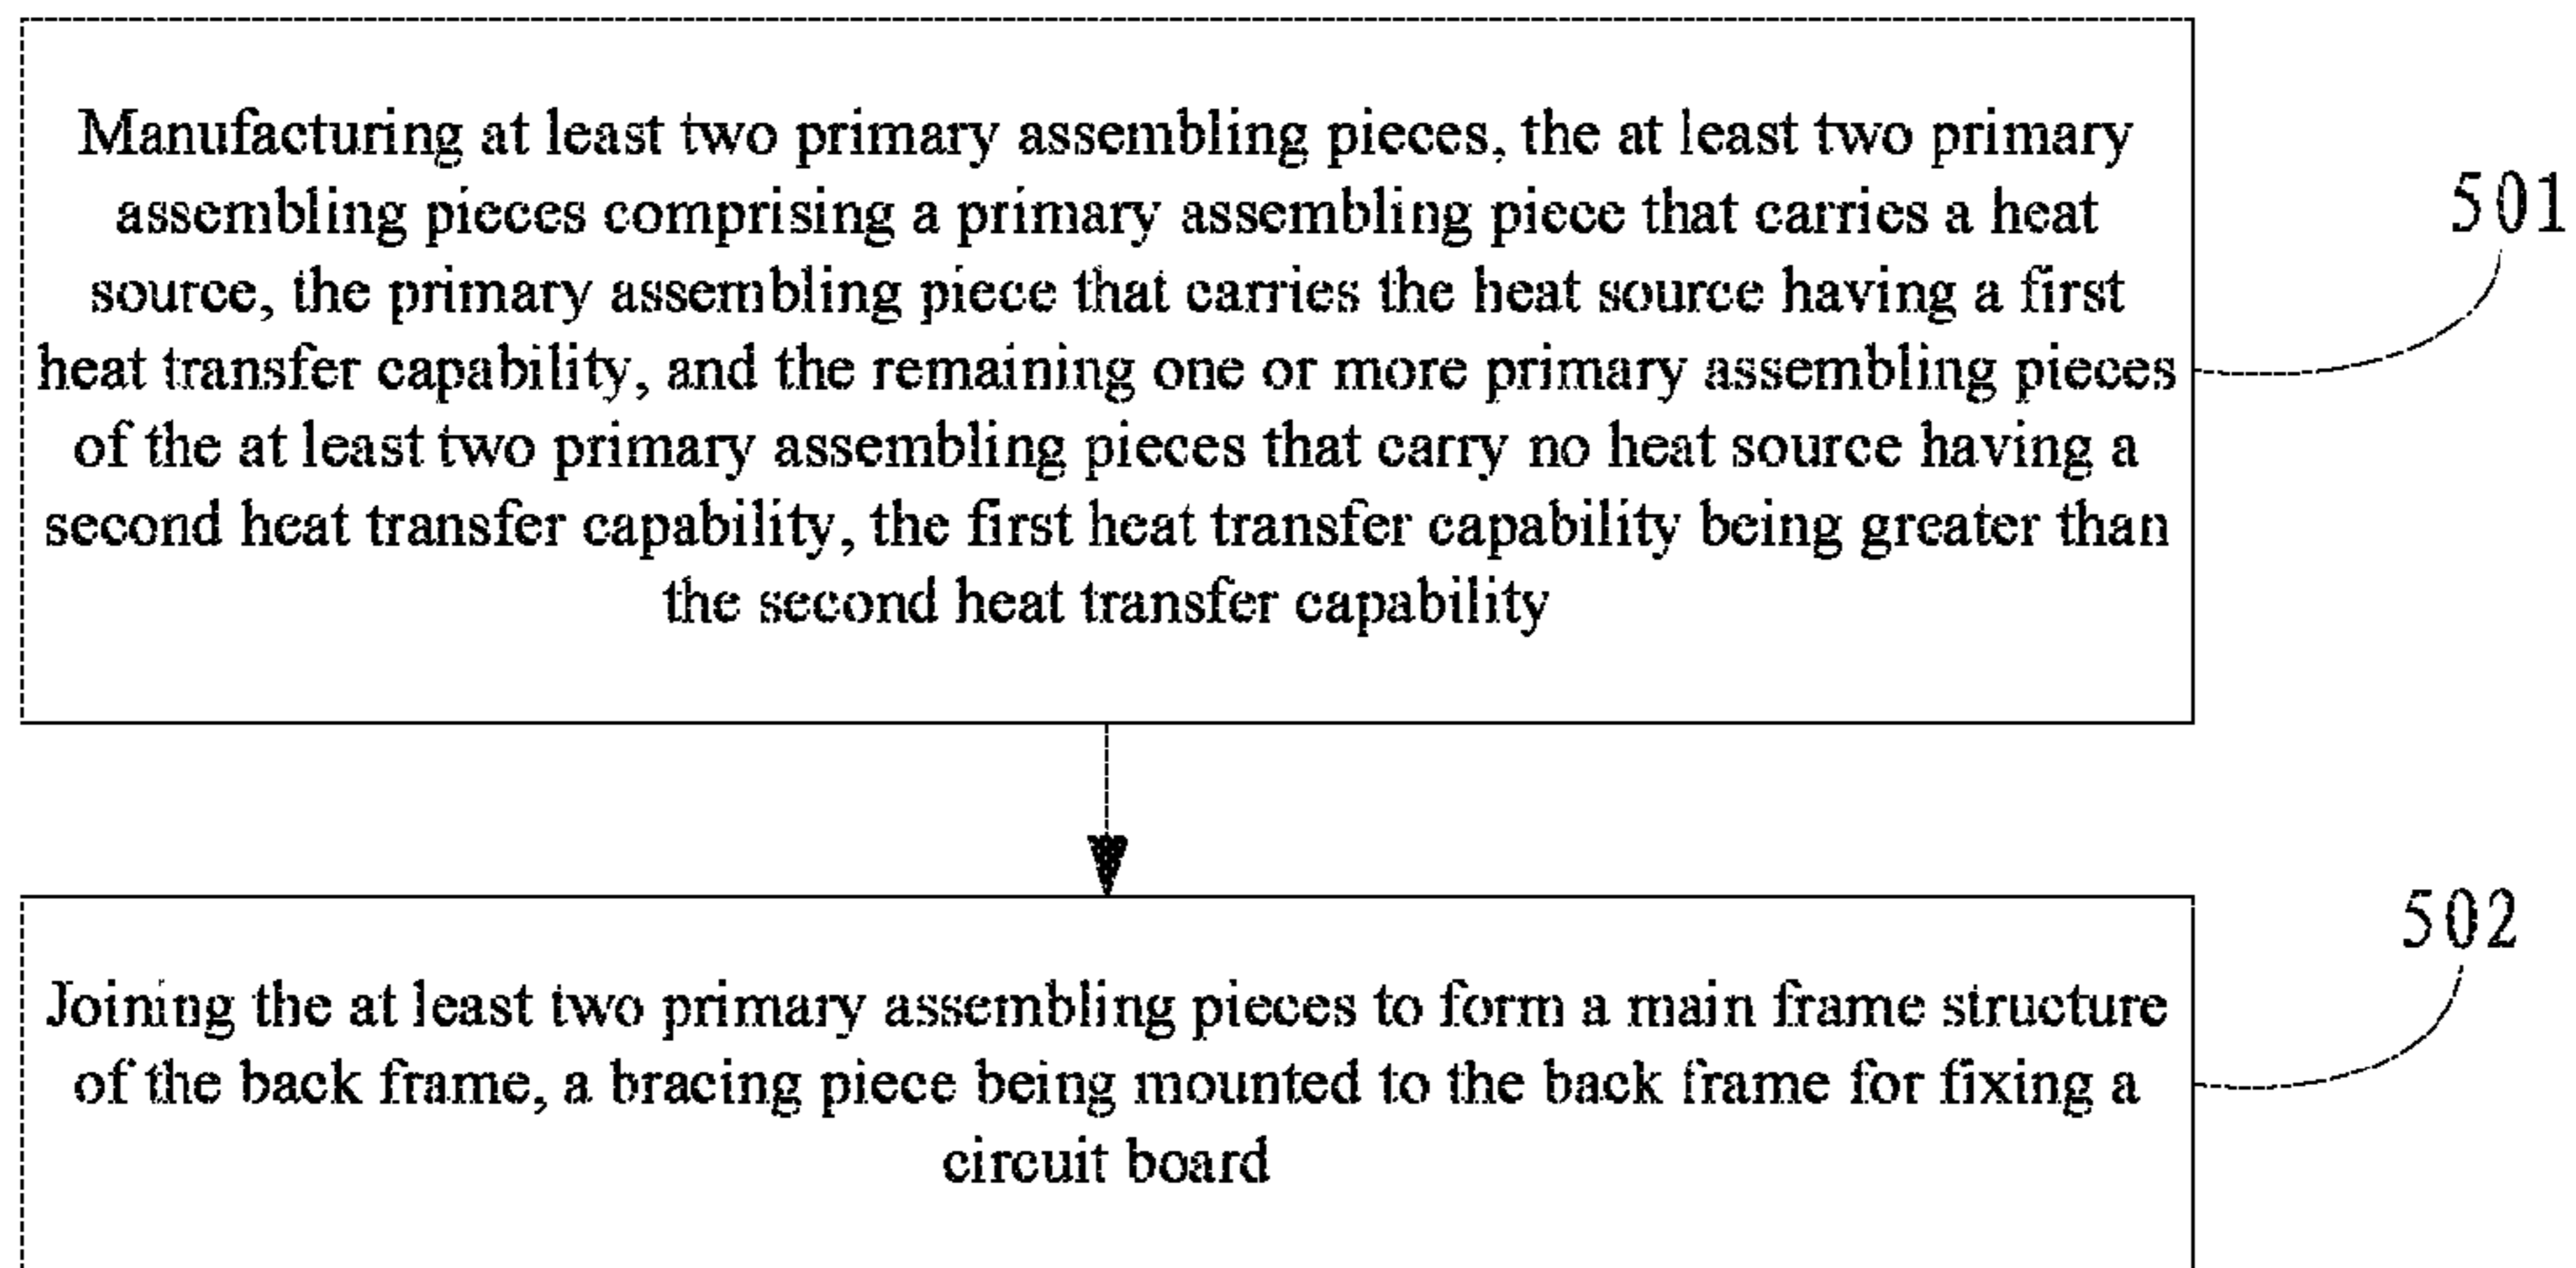 Manufacturing at least two primary assembling pieces, the at least two primary
assembling pieces comprising a primary assembling piece that carries a heat
source, the primary assembling piece that carries the heat source having a first
heat transfer capability, and the remaining one or more primary assembling pieces
of the at least two primary assembling pieces that carry no heat source having a
second heat transfer capability, the first heat transfer capability being greater than
the second heat transfer capability
501
Joining the at least two primary assembling pieces to form a main frame structure
of the back frame, a bracing piece being mounted to the back frame for fixing a
circuit board
502